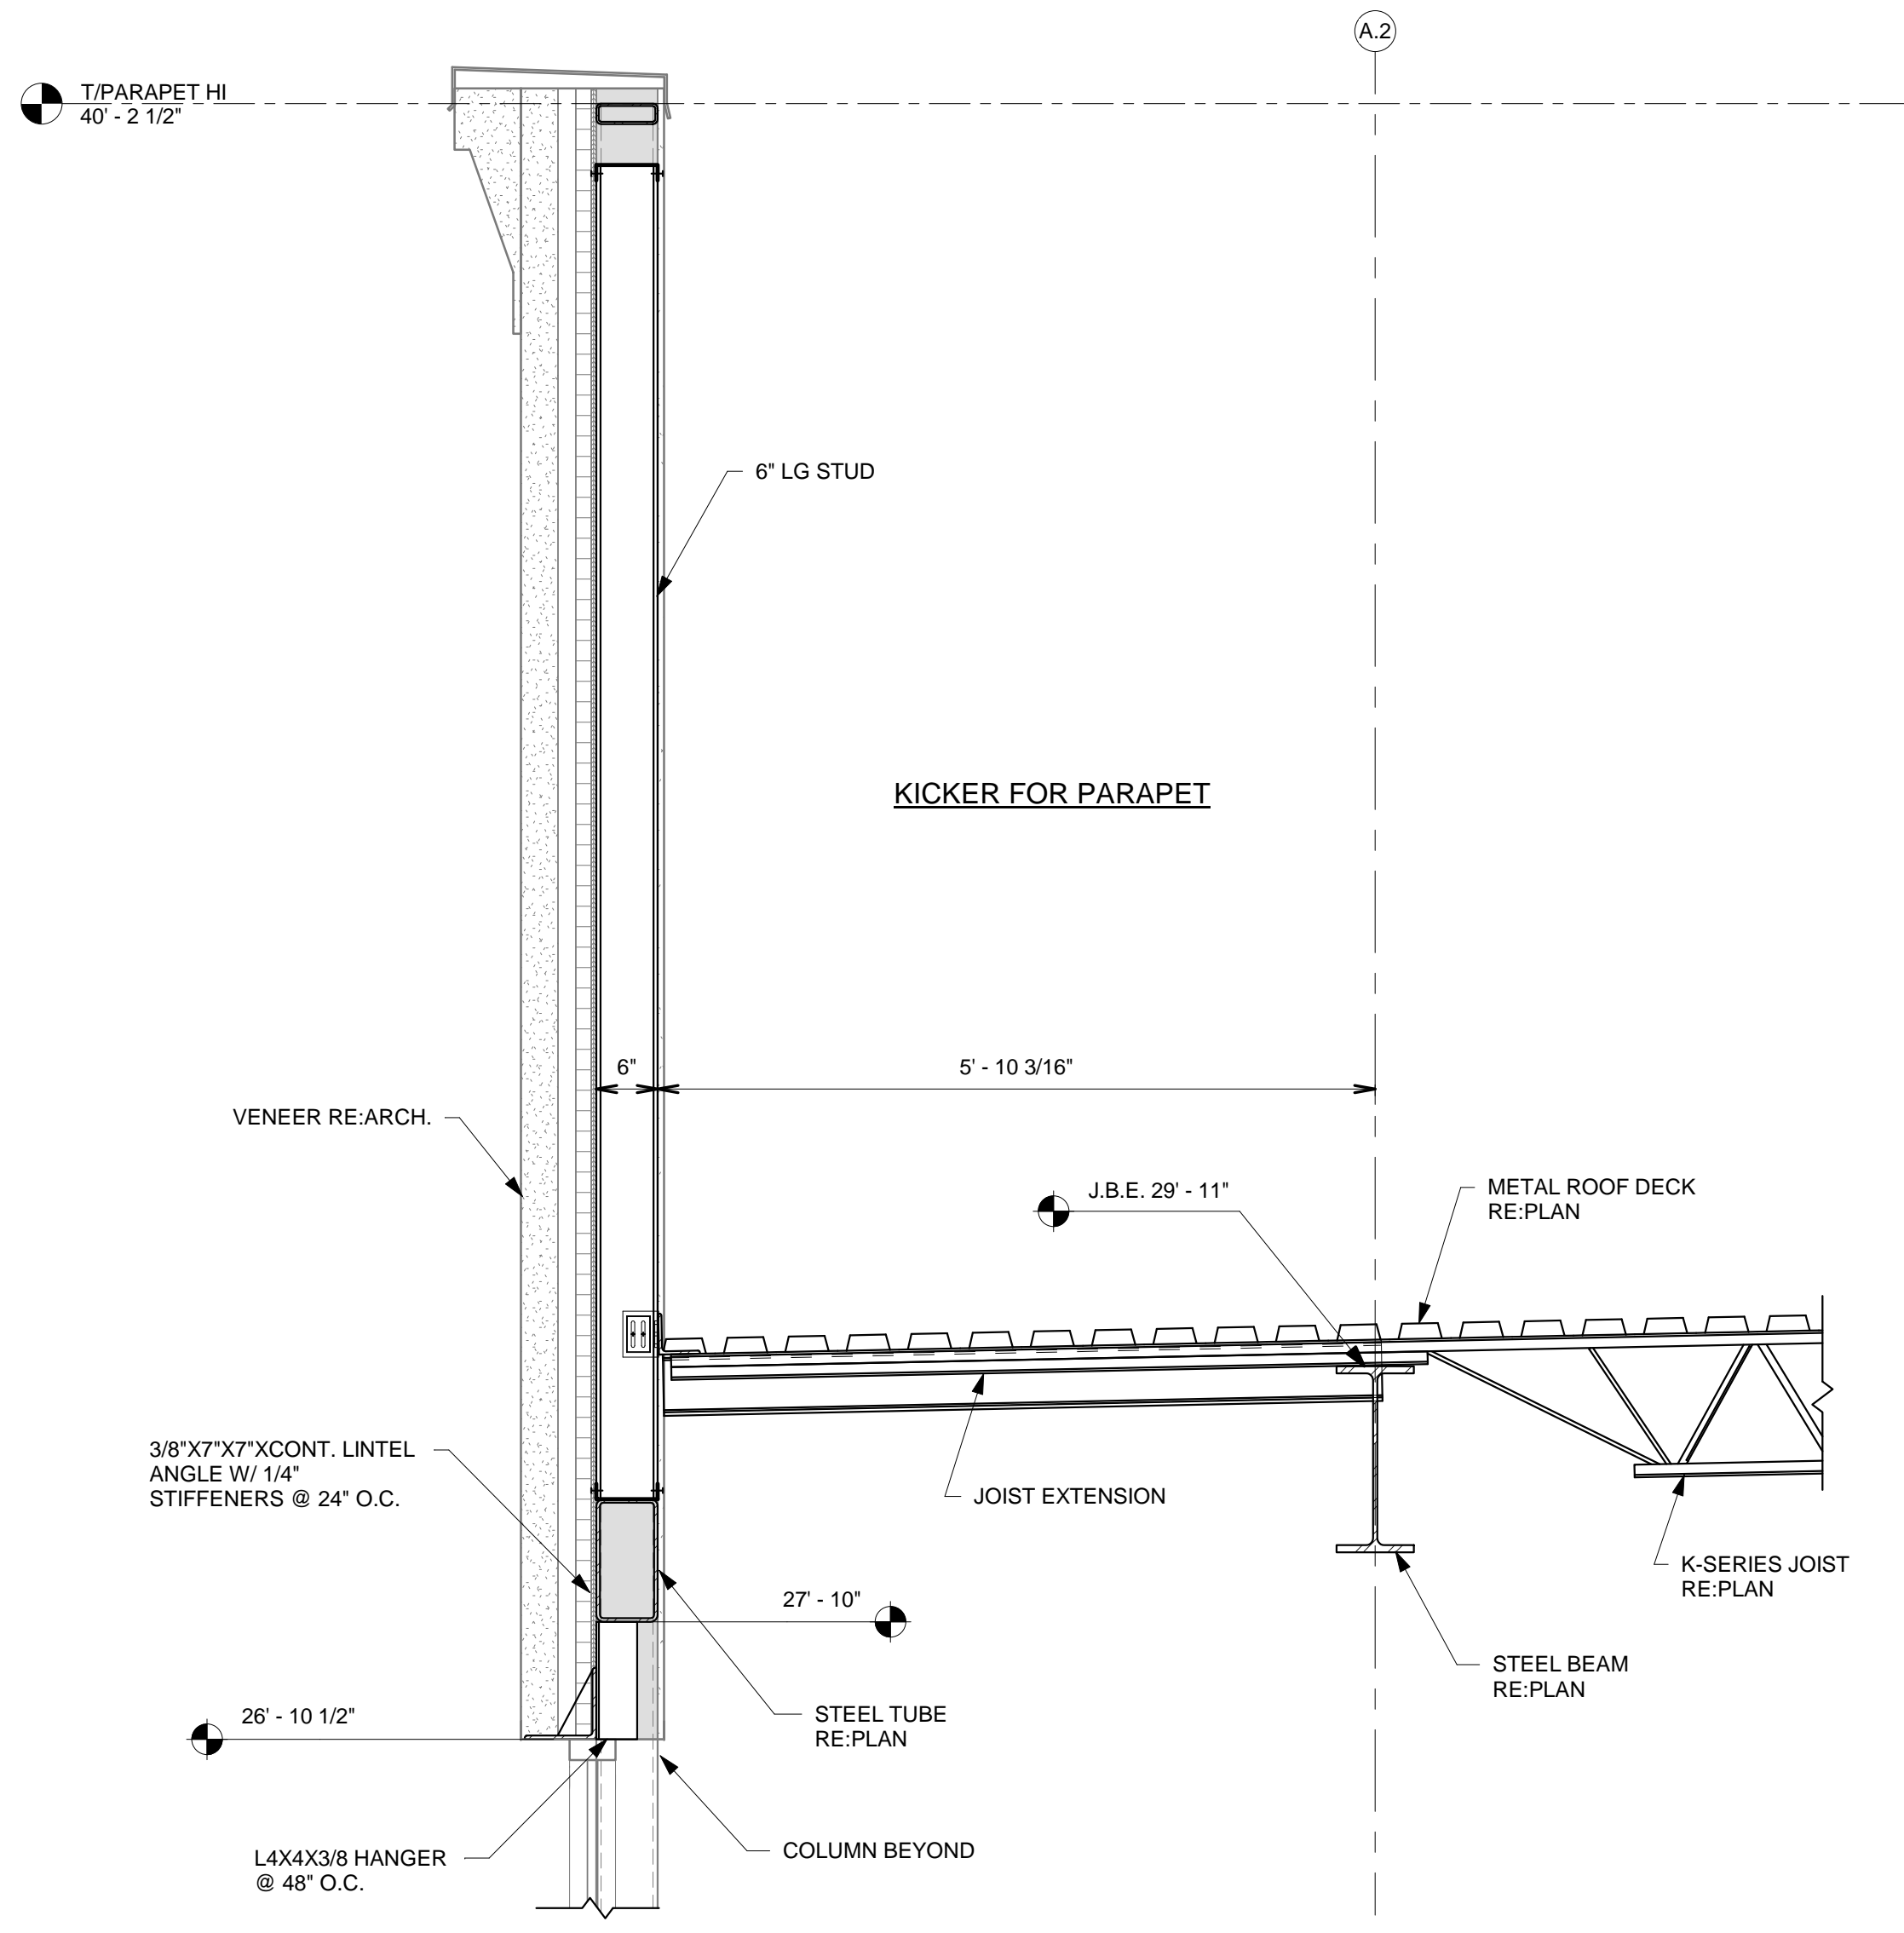 A.2
T/PARAPET HI
40' - 2 1/2"
6" LG STUD
KICKER FOR PARAPET
6"
5' - 10 3/16"
VENEER RE:ARCH.
J.B.E. 29' - 11"
METAL ROOF DECK
RE:PLAN
3/8"X7"X7"XCONT. LINTEL
ANGLE W/ 1/4"
STIFFENERS @ 24" O.C.
JOIST EXTENSION
K-SERIES JOIST
RE:PLAN
27' - 10"
STEEL BEAM
RE:PLAN
26' - 10 1/2"
STEEL TUBE
RE:PLAN
L4X4X3/8 HANGER
@ 48" O.C.
COLUMN BEYOND